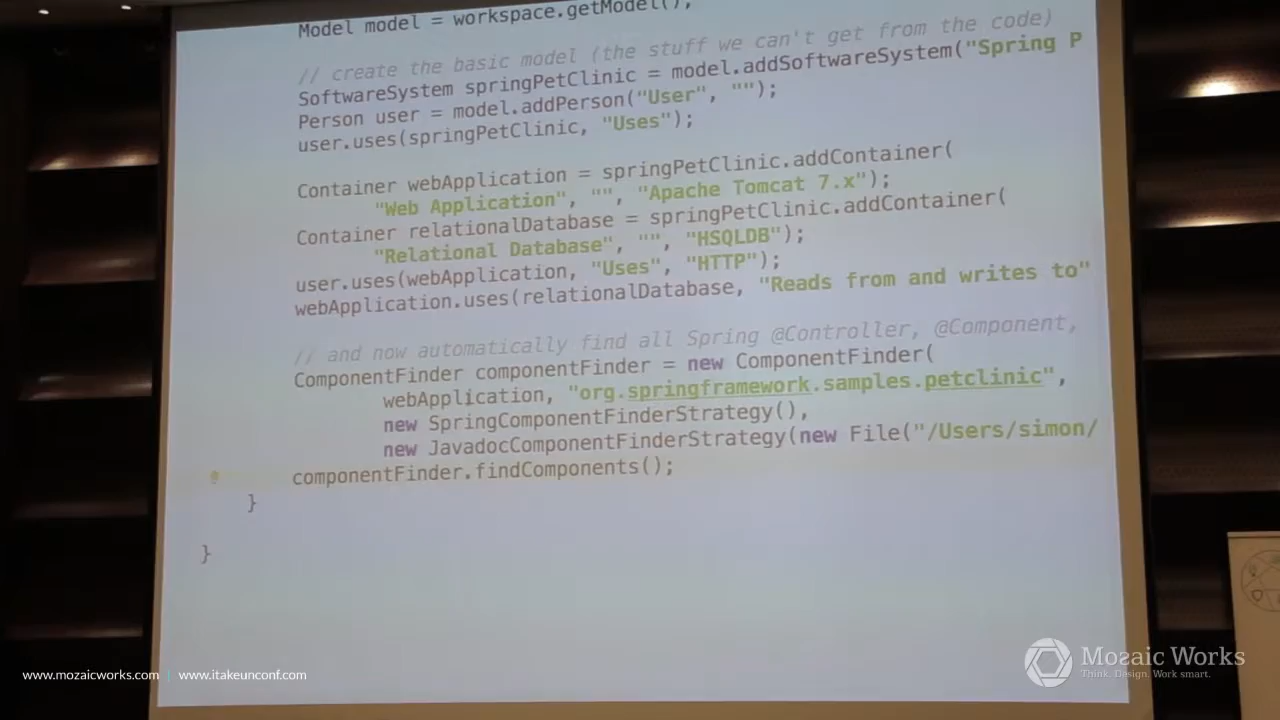 Model model = workspace.getModel();
// create the basic model (the stuff we can't get from the code)
SoftwareSystem springPetClinic = model.addSoftwareSystem("Spring P
Person user = model.addPerson("User", "");
user.uses(springPetClinic, "Uses");
Container webApplication = springPetClinic.addContainer(
"Web Application", "", "Apache Tomcat 7.x");
Container relationalDatabase = springPetClinic.addContainer(
"Relational Database", "", "HSQLDB");
user.uses(webApplication, "Uses", "HTTP");
webApplication.uses(relationalDatabase, "Reads from and writes to"
// and now automatically find all Spring @Controller, @Component,
ComponentFinder componentFinder = new ComponentFinder(
webApplication, "org.springframework.samples.petclinic",
new SpringComponentFinderStrategy(),
new JavadocComponentFinderStrategy(new File("/Users/simon/
componentFinder.findComponents();
}
}
www.mozaicworks.com | www.itakeunconf.com
Mozaic Works
Think. Design. Work smart.